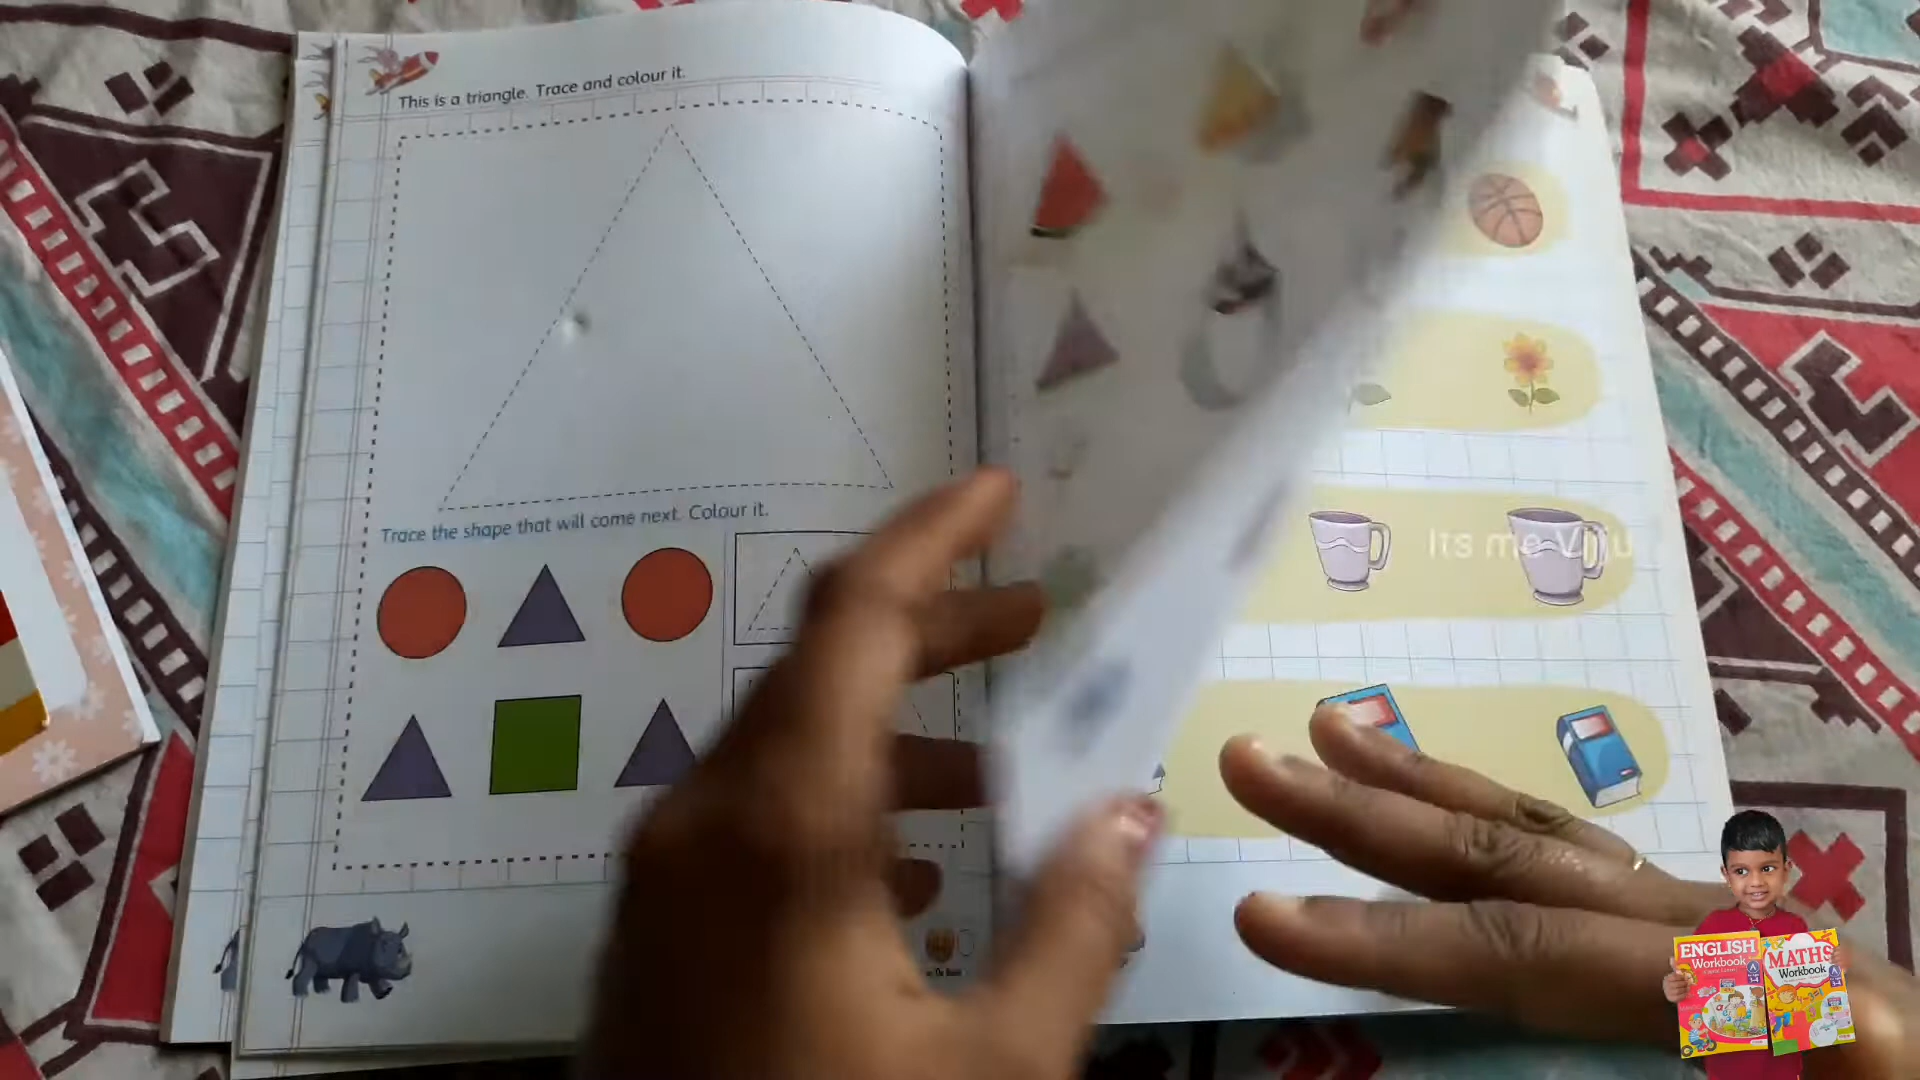 This is a triangle. Trace and colour it.
Trace the shape that will come next. Colour it.
Its me
ENGLISH
Workbook
MATHS
Workbook